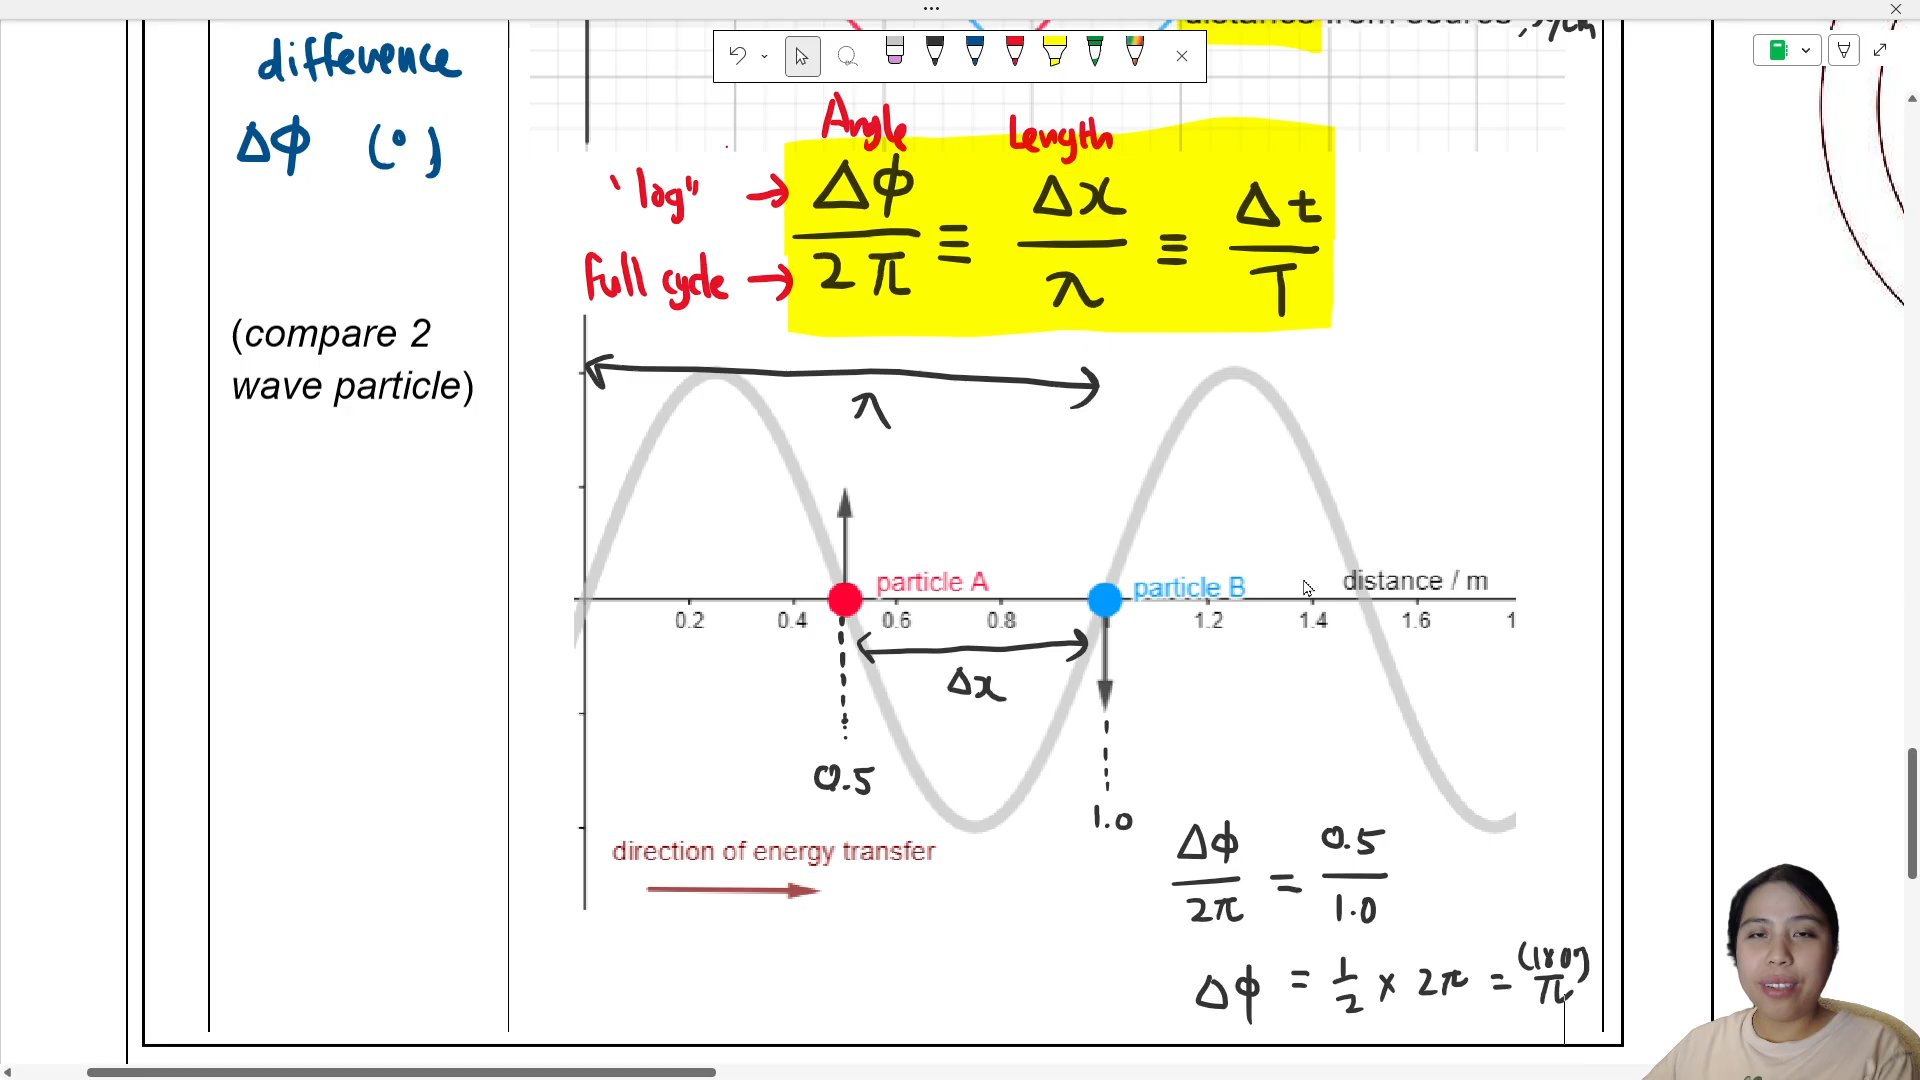 difference
Δϕ (°)
(compare 2
wave particle)
Angle
Length
'log" → Δϕ/2π ≡ Δx/λ ≡ Δt/T
Full cycle →
λ
particle A
particle B
distance / m
0.2 0.4 0.6 0.8 1.2 1.4 1.6 1
Δx
0.5
1.0
direction of energy transfer
Δϕ/2π = 0.5/1.0
Δϕ = 1/2 × 2π = π (180°)